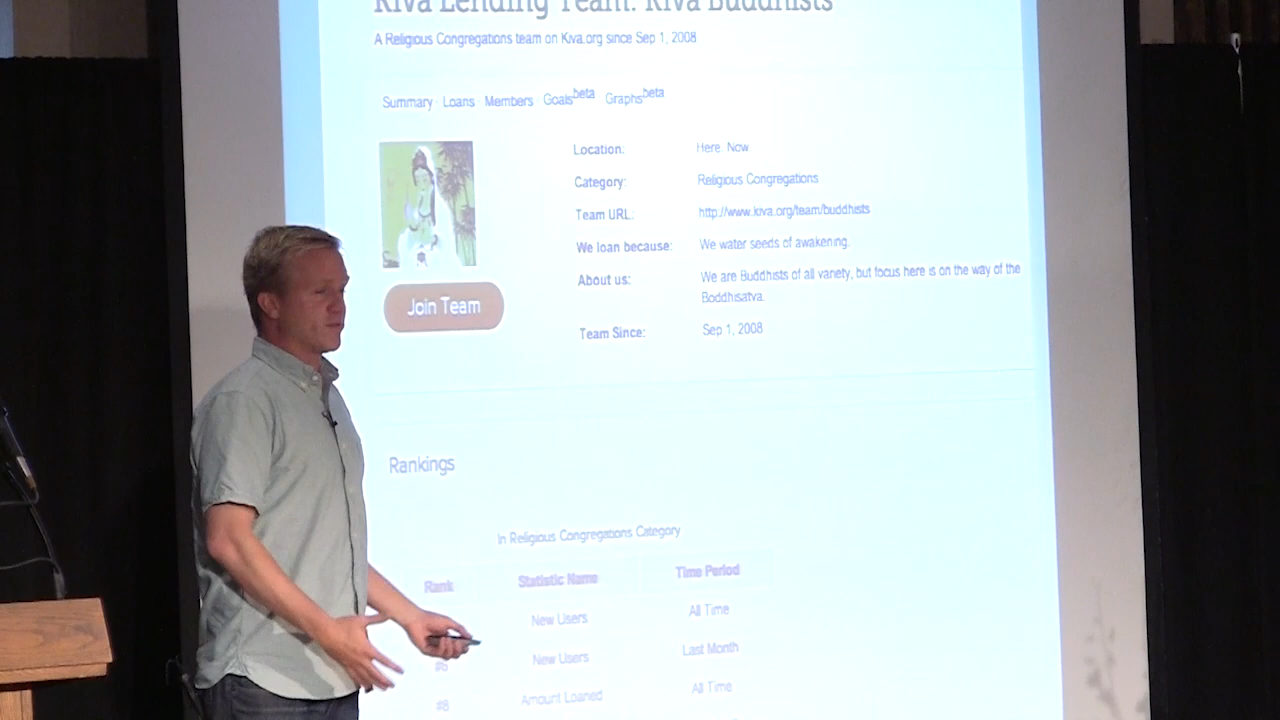 Kiva Lending Team: Kiva Buddhists
A Religious Congregations team on Kiva.org since Sep 1, 2008
Summary · Loans · Members · Goals beta Graphs beta
Location: Here. Now
Category: Religious Congregations
Team URL: http://www.kiva.org/team/buddhists
We loan because: We water seeds of awakening.
About us: We are Buddhists of all variety, but focus here is on the way of the
Boddhisatva.
Join Team
Team Since: Sep 1, 2008
Rankings
In Religious Congregations Category
Rank Statistic Name Time Period
New Users All Time
New Users Last Month
#8 Amount Loaned All Time